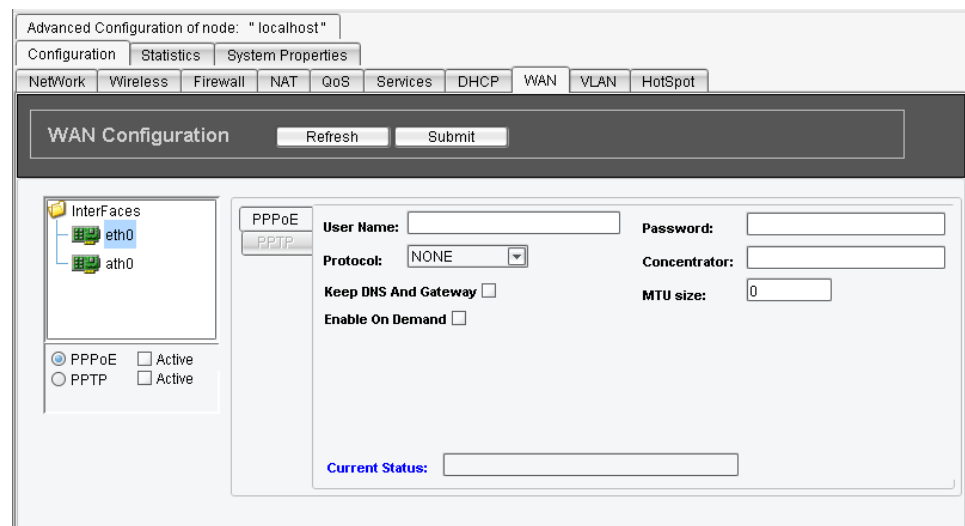 Advanced Configuration of node: "localhost"
Configuration Statistics System Properties
NetWork Wireless Firewall NAT QoS Services DHCP WAN VLAN HotSpot
WAN Configuration Refresh Submit
InterFaces
eth0
ath0
PPPoE Active
PPTP Active
PPPoE
PPTP
User Name: Password:
Protocol: NONE Concentrator:
Keep DNS And Gateway MTU size: 0
Enable On Demand
Current Status: